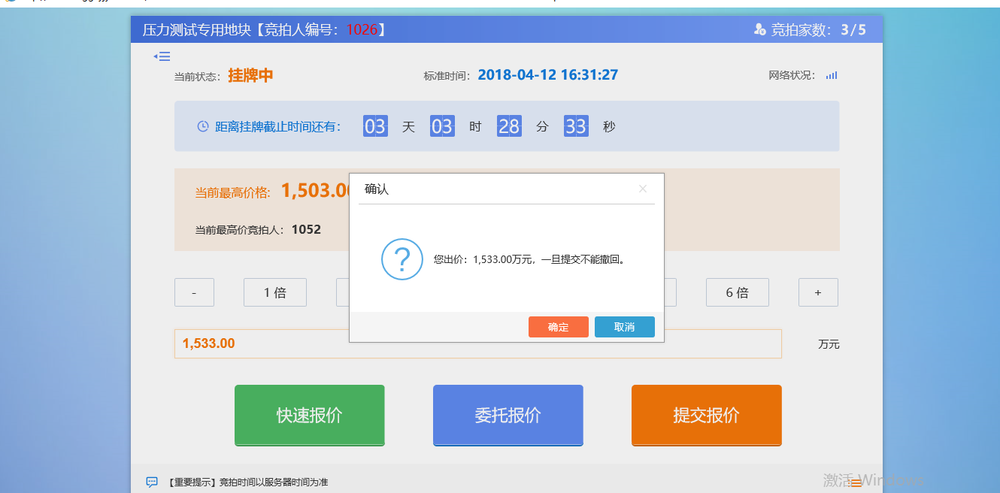 压力测试专用地块【竞拍人编号：1026】 竞拍家数：3/5
当前状态：挂牌中 标准时间：2018-04-12 16:31:27 网络状况：
距离挂牌截止时间还有： 03 天 03 时 28 分 33 秒
当前最高价格: 1,503.0
当前最高价竞拍人：1052
确认
您出价：1,533.00万元，一旦提交不能撤回。
确定 取消
- 1 倍 6 倍 +
1,533.00 万元
快速报价 委托报价 提交报价
【重要提示】竞拍时间以服务器时间为准
激活 Windows